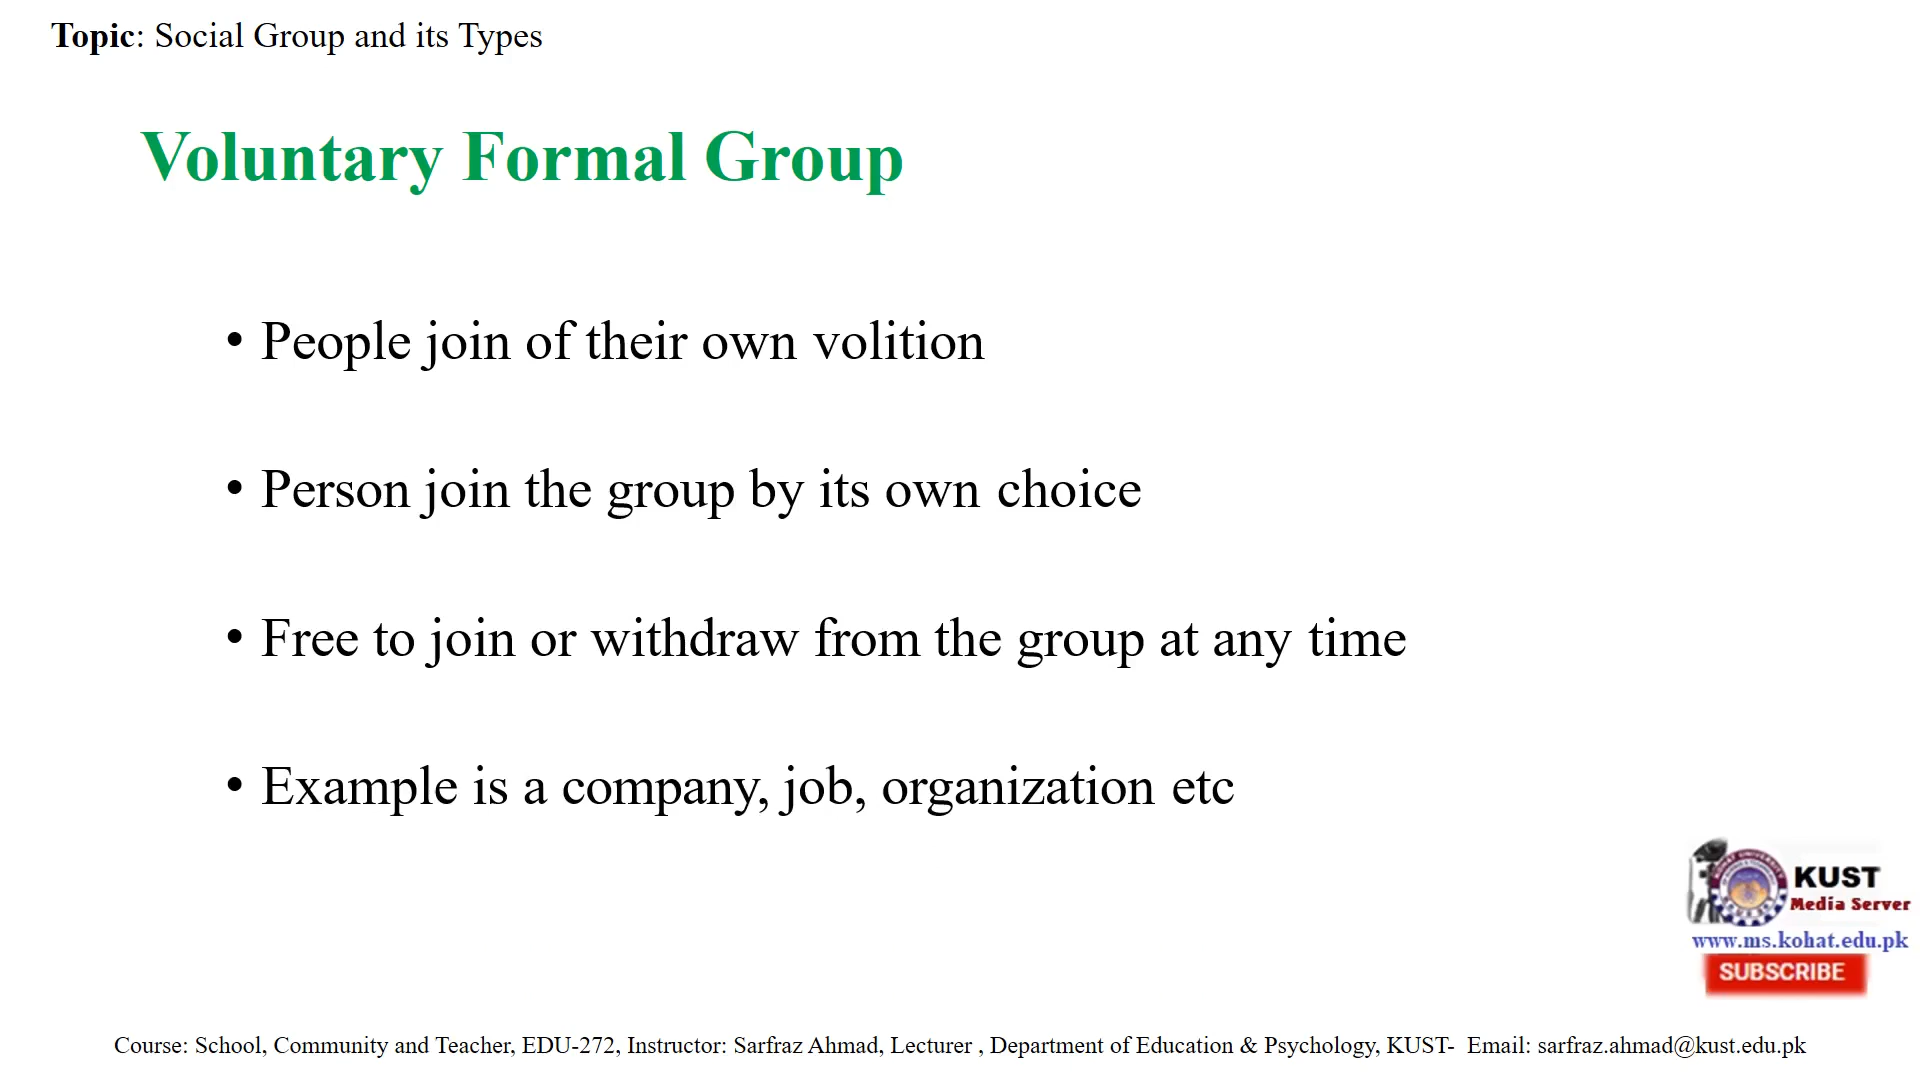 Topic: Social Group and its Types
Voluntary Formal Group
• People join of their own volition
• Person join the group by its own choice
• Free to join or withdraw from the group at any time
• Example is a company, job, organization etc
KUST
Media Server
www.ms.kohat.edu.pk
SUBSCRIBE
Course: School, Community and Teacher, EDU-272, Instructor: Sarfraz Ahmad, Lecturer , Department of Education & Psychology, KUST- Email: sarfraz.ahmad@kust.edu.pk